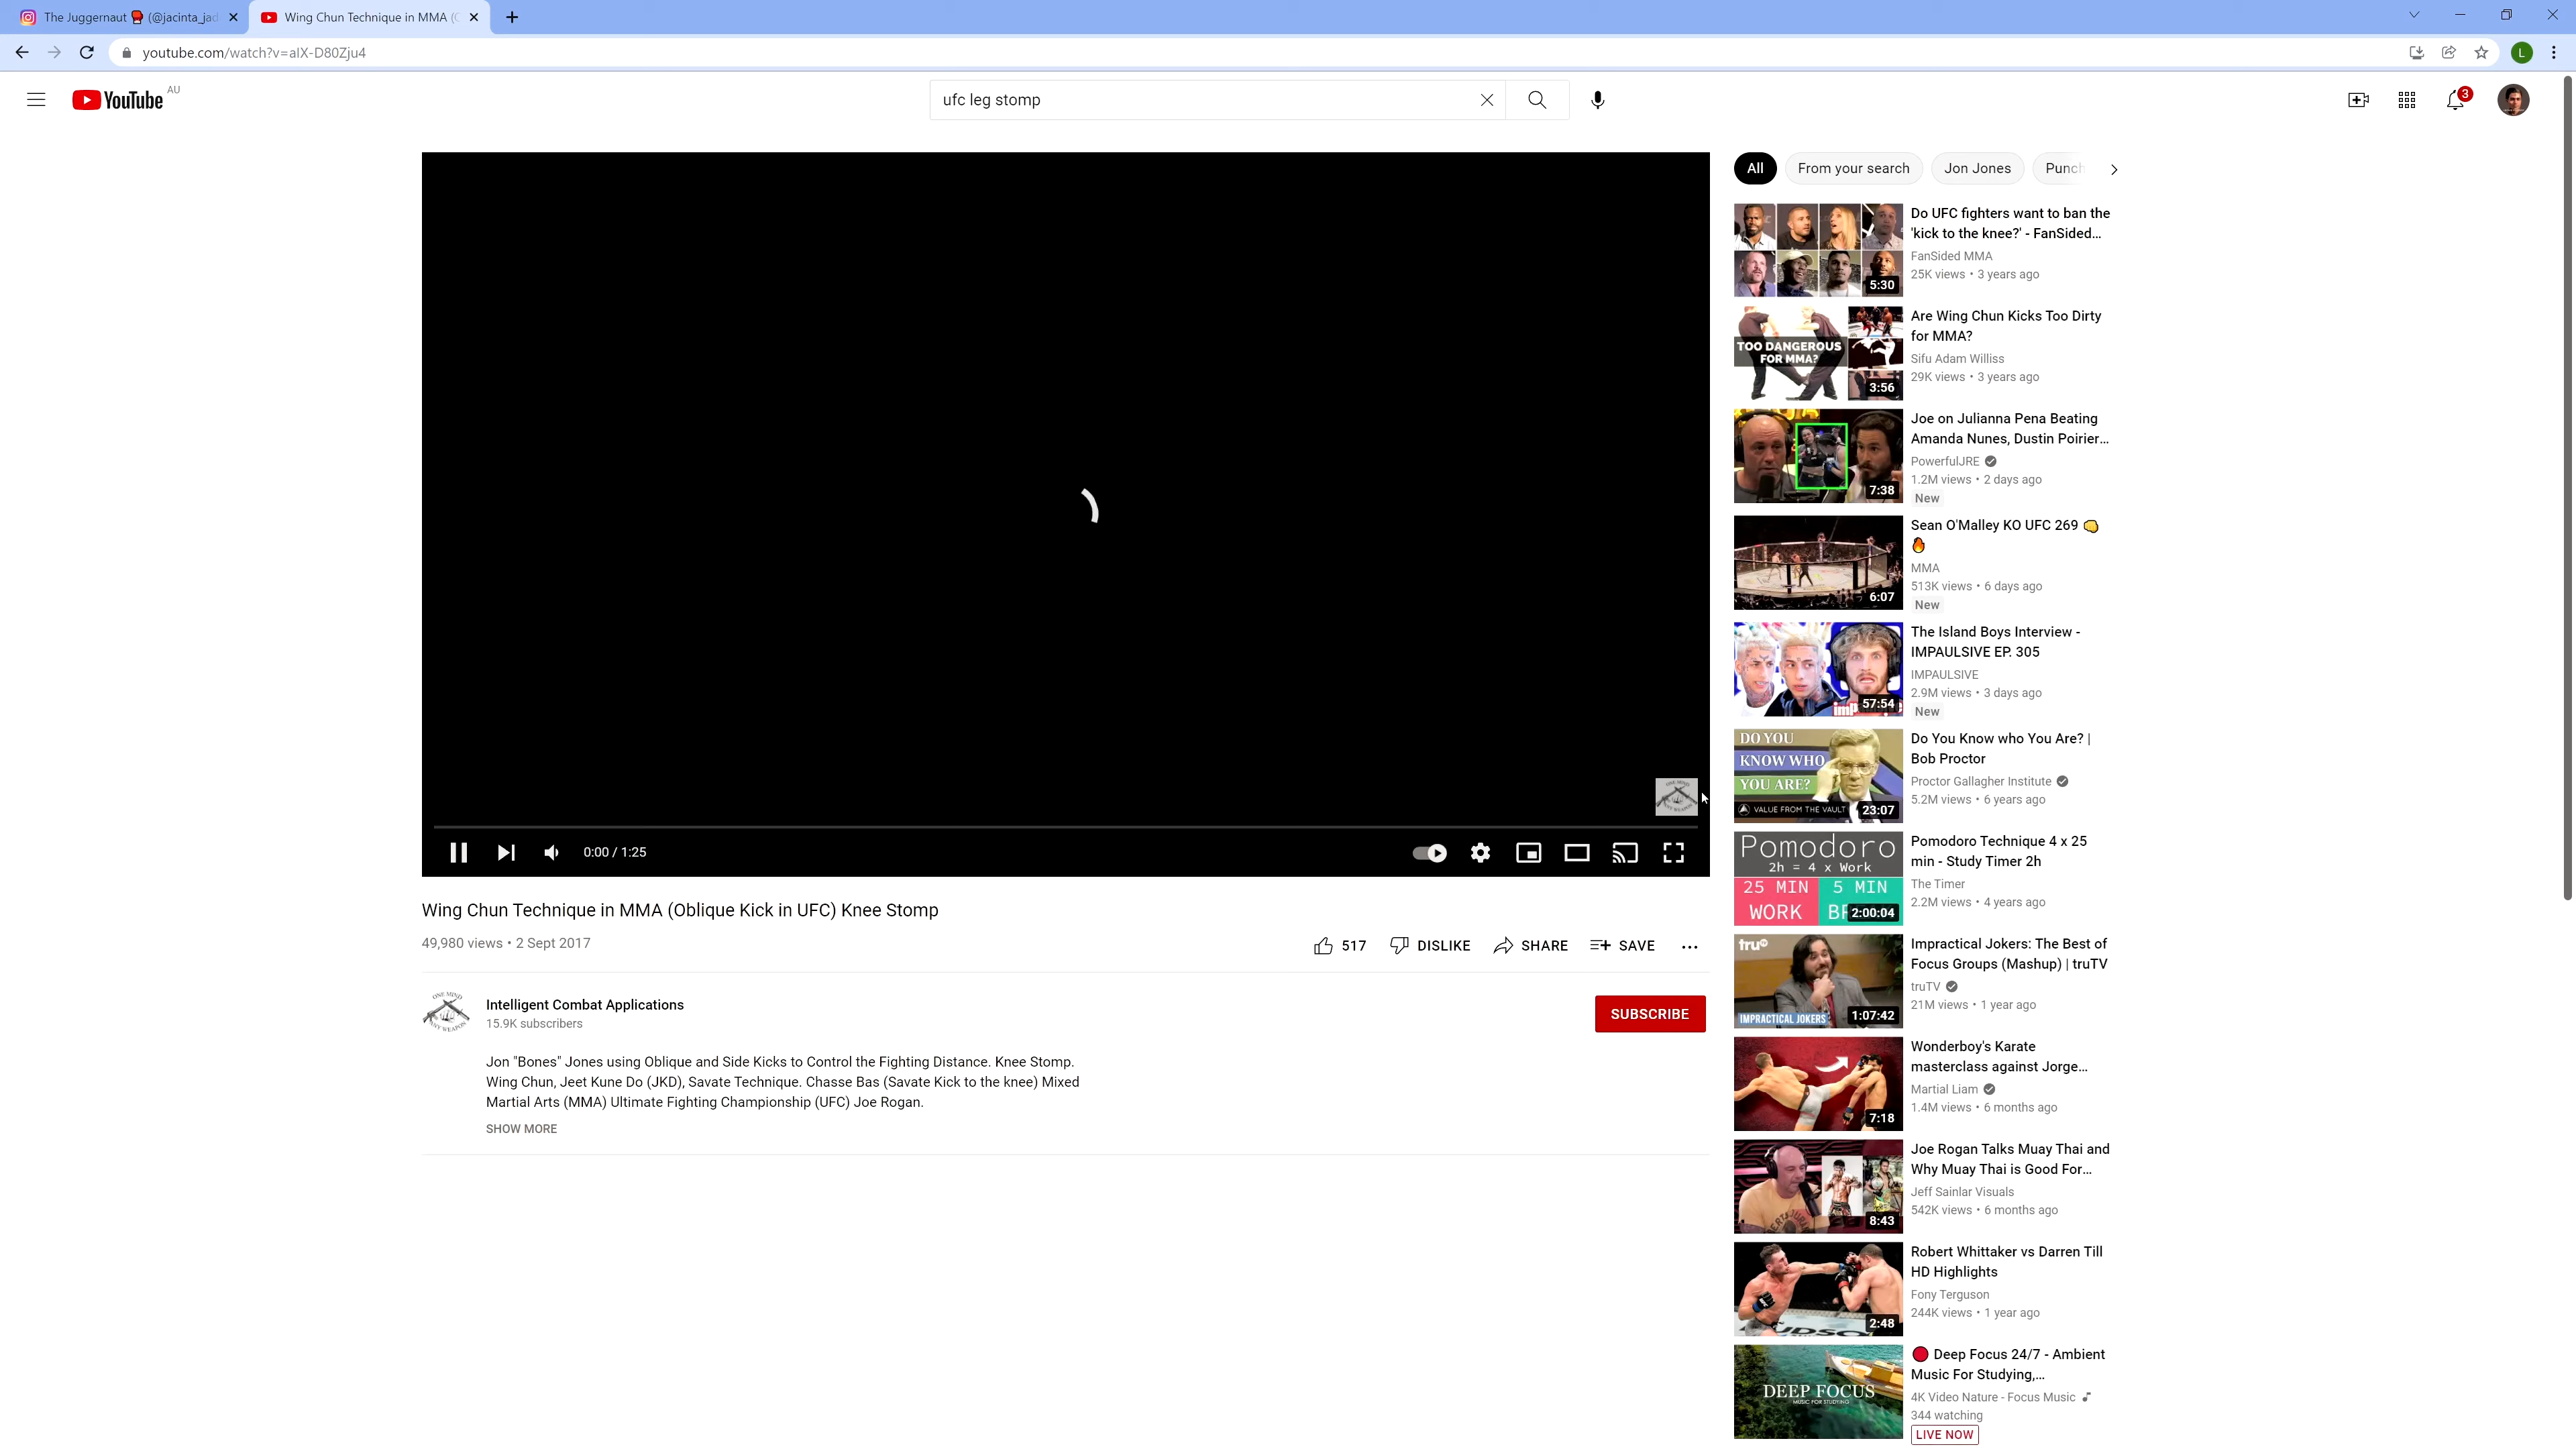 The Juggernaut 🥊 (@jacinta_jad
Wing Chun Technique in MMA (O
youtube.com/watch?v=aIX-D80Zju4
L
YouTube
AU
ufc leg stomp
3
0:00 / 1:25
Wing Chun Technique in MMA (Oblique Kick in UFC) Knee Stomp
49,980 views • 2 Sept 2017
517
DISLIKE
SHARE
SAVE
ONE MIND
ANY WEAPON
Intelligent Combat Applications
15.9K subscribers
SUBSCRIBE
Jon "Bones" Jones using Oblique and Side Kicks to Control the Fighting Distance. Knee Stomp.
Wing Chun, Jeet Kune Do (JKD), Savate Technique. Chasse Bas (Savate Kick to the knee) Mixed
Martial Arts (MMA) Ultimate Fighting Championship (UFC) Joe Rogan.
SHOW MORE
All
From your search
Jon Jones
Punch
5:30
Do UFC fighters want to ban the
'kick to the knee?' - FanSided...
FanSided MMA
25K views • 3 years ago
TOO DANGEROUS
FOR MMA?
3:56
Are Wing Chun Kicks Too Dirty
for MMA?
Sifu Adam Williss
29K views • 3 years ago
7:38
Joe on Julianna Pena Beating
Amanda Nunes, Dustin Poirier...
PowerfulJRE
1.2M views • 2 days ago
New
6:07
Sean O'Malley KO UFC 269 👊
🔥
MMA
513K views • 6 days ago
New
57:54
The Island Boys Interview -
IMPAULSIVE EP. 305
IMPAULSIVE
2.9M views • 3 days ago
New
DO YOU
KNOW WHO
YOU ARE?
VALUE FROM THE VAULT
23:07
Do You Know who You Are? |
Bob Proctor
Proctor Gallagher Institute
5.2M views • 6 years ago
Pomodoro
2h = 4 x Work
25 MIN
WORK
5 MIN
2:00:04
Pomodoro Technique 4 x 25
min - Study Timer 2h
The Timer
2.2M views • 4 years ago
tru
IMPRACTICAL JOKERS
1:07:42
Impractical Jokers: The Best of
Focus Groups (Mashup) | truTV
truTV
21M views • 1 year ago
7:18
Wonderboy's Karate
masterclass against Jorge...
Martial Liam
1.4M views • 6 months ago
8:43
Joe Rogan Talks Muay Thai and
Why Muay Thai is Good For...
Jeff Sainlar Visuals
542K views • 6 months ago
2:48
Robert Whittaker vs Darren Till
HD Highlights
Fony Terguson
244K views • 1 year ago
DEEP FOCUS
MUSIC FOR STUDYING
🔴 Deep Focus 24/7 - Ambient
Music For Studying,...
4K Video Nature - Focus Music
344 watching
LIVE NOW